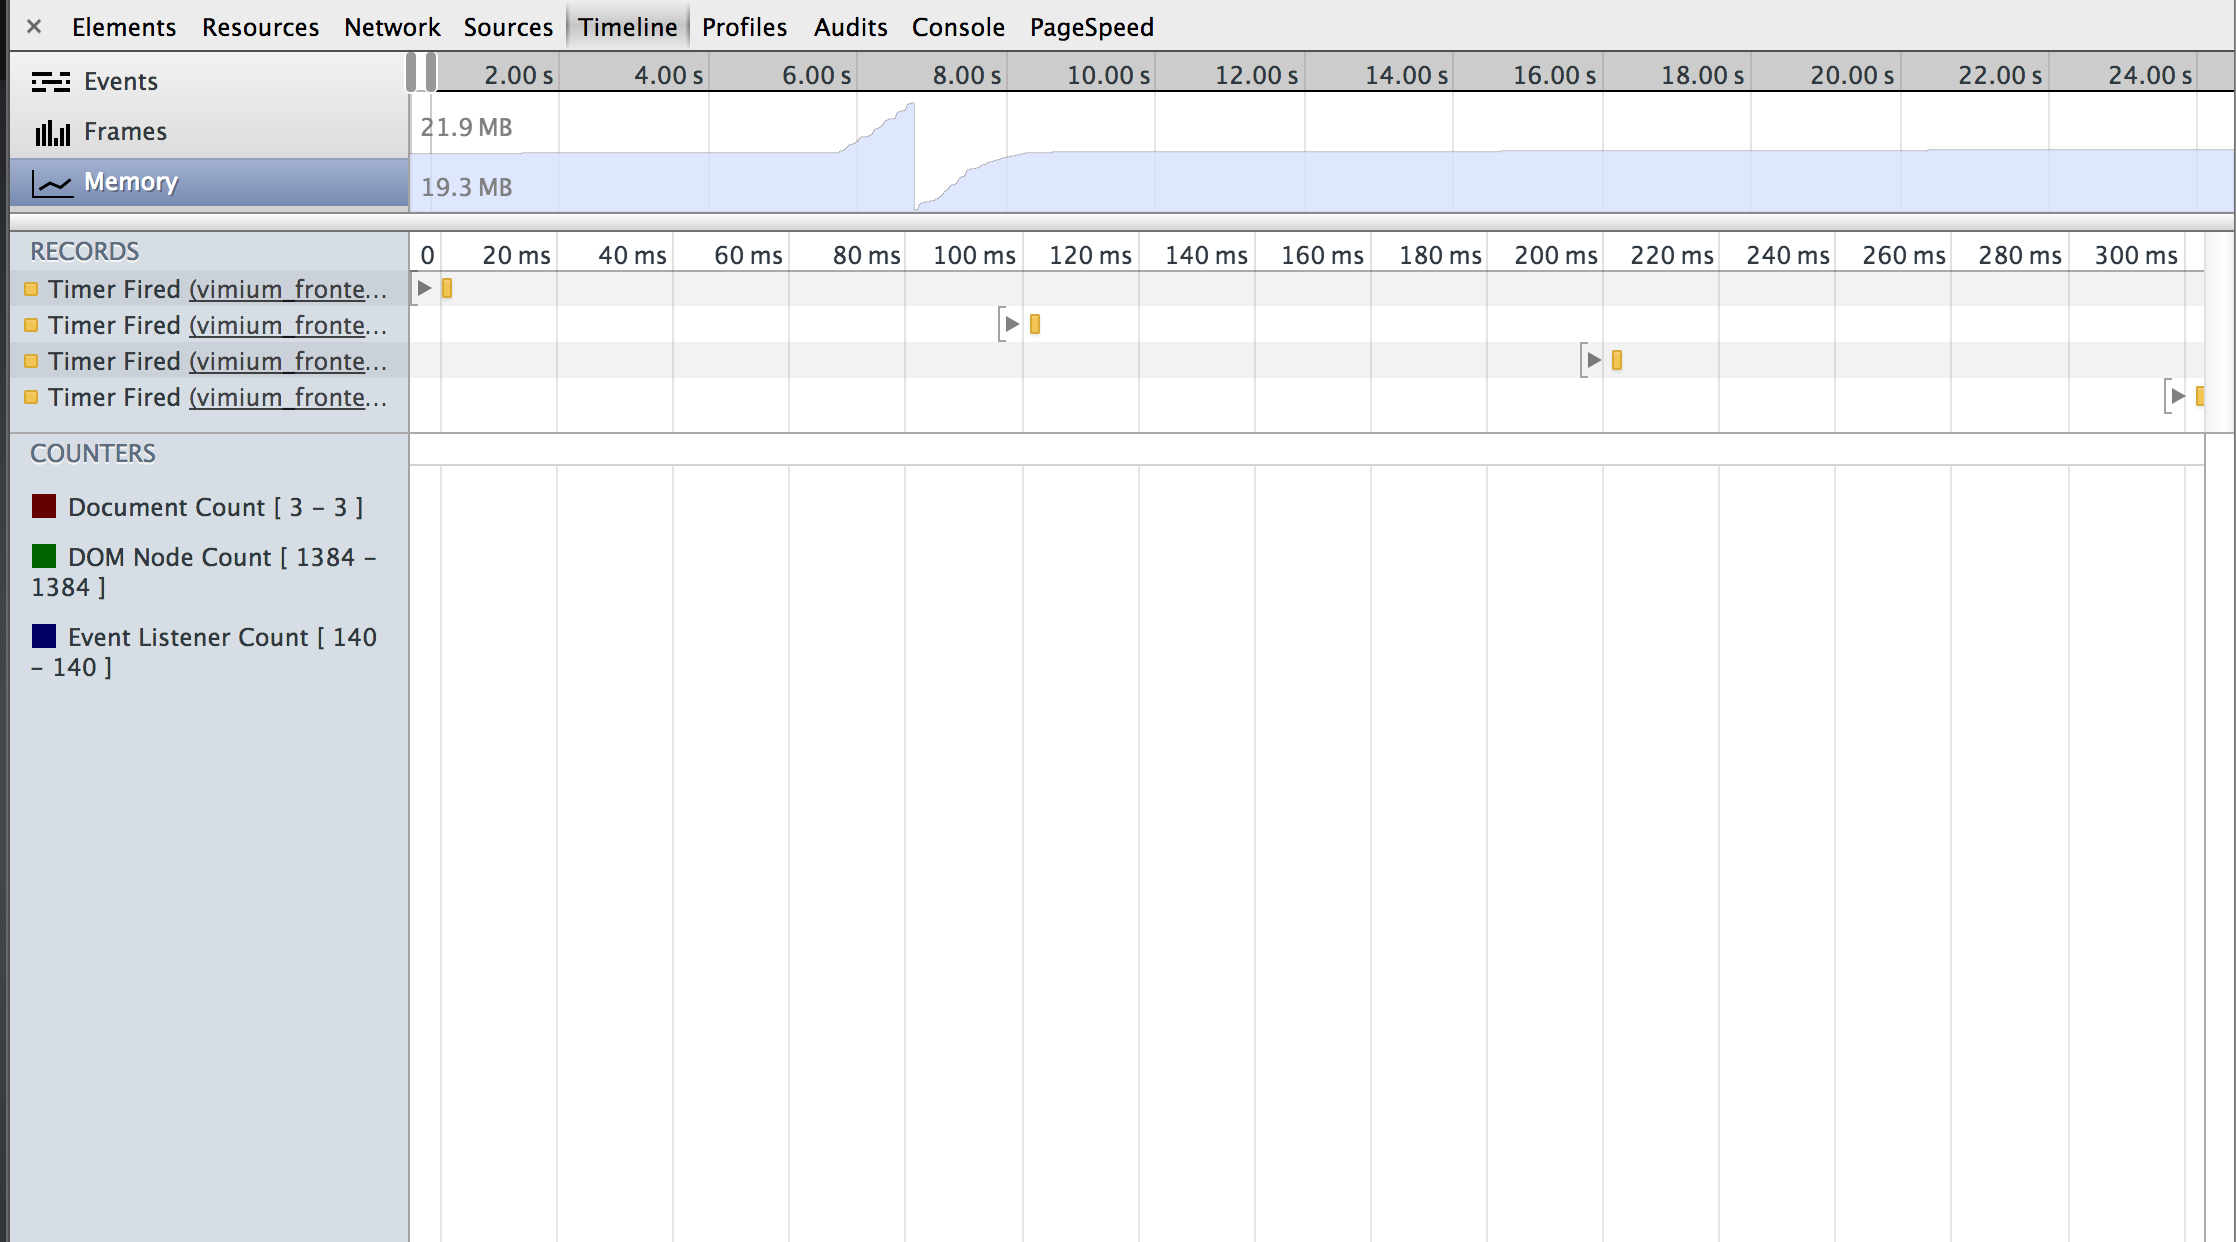 × Elements Resources Network Sources Timeline Profiles Audits Console PageSpeed
Events
Frames
Memory
2.00 s 4.00 s 6.00 s 8.00 s 10.00 s 12.00 s 14.00 s 16.00 s 18.00 s 20.00 s 22.00 s 24.00 s
21.9 MB
19.3 MB
RECORDS
0 20 ms 40 ms 60 ms 80 ms 100 ms 120 ms 140 ms 160 ms 180 ms 200 ms 220 ms 240 ms 260 ms 280 ms 300 ms
Timer Fired (vimium_fronte...
Timer Fired (vimium_fronte...
Timer Fired (vimium_fronte...
Timer Fired (vimium_fronte...
COUNTERS
Document Count [ 3 – 3 ]
DOM Node Count [ 1384 –
1384 ]
Event Listener Count [ 140
– 140 ]